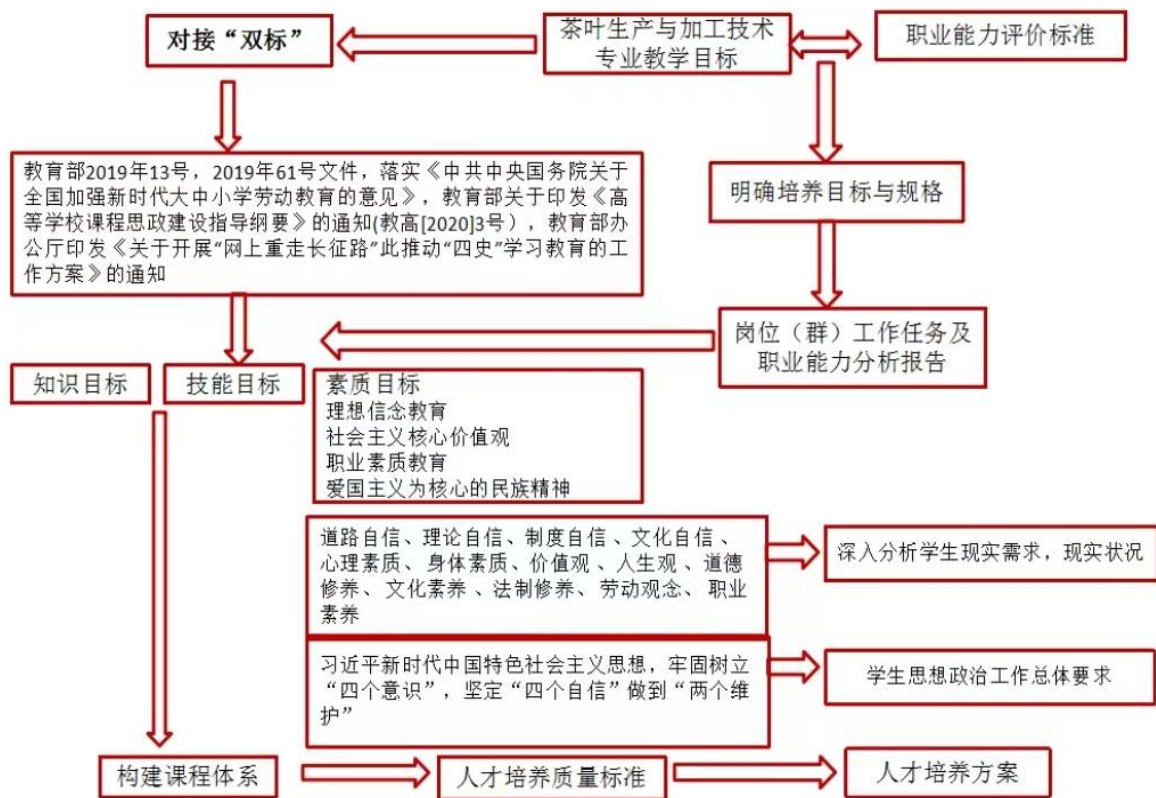 对接“双标”
茶叶生产与加工技术
专业教学目标
职业能力评价标准
教育部2019年13号，2019年61号文件，落实《中共中央国务院关于
全国加强新时代大中小学劳动教育的意见》，教育部关于印发《高
等学校课程思政建设指导纲要》的通知(教高[2020]3号），教育部办
公厅印发《关于开展“网上重走长征路”此推动“四史”学习教育的工
作方案》的通知
明确培养目标与规格
岗位（群）工作任务及
职业能力分析报告
知识目标
技能目标
素质目标
理想信念教育
社会主义核心价值观
职业素质教育
爱国主义为核心的民族精神
道路自信、理论自信、制度自信、文化自信、
心理素质、身体素质、价值观、人生观、道德
修养、文化素养、法制修养、劳动观念、职业
素养
深入分析学生现实需求，现实状况
习近平新时代中国特色社会主义思想，牢固树立
“四个意识”，坚定“四个自信”做到“两个维
护”
学生思想政治工作总体要求
构建课程体系
人才培养质量标准
人才培养方案